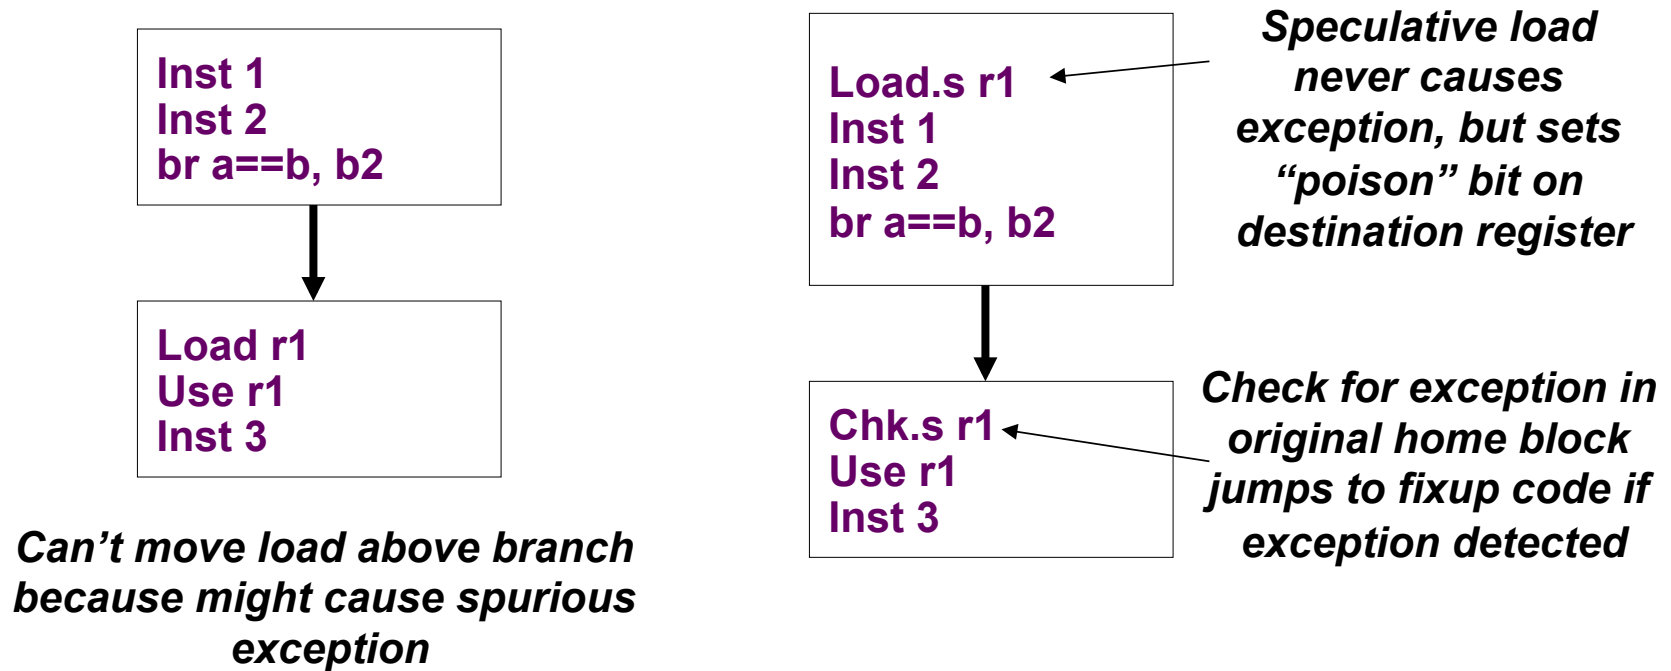 Inst 1
Inst 2
br a==b, b2
Load r1
Use r1
Inst 3
Can’t move load above branch
because might cause spurious
exception
Load.s r1
Inst 1
Inst 2
br a==b, b2
Speculative load
never causes
exception, but sets
“poison” bit on
destination register
Chk.s r1
Use r1
Inst 3
Check for exception in
original home block
jumps to fixup code if
exception detected